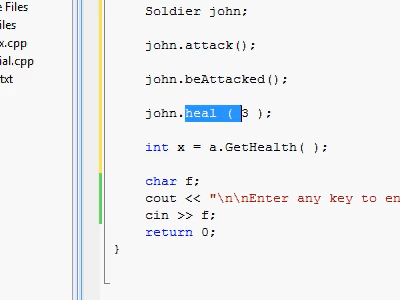 e Files
iles
x.cpp
ial.cpp
txt
Soldier john;
john.attack();
john.beAttacked();
john.heal ( 3 );
int x = a.GetHealth( );
char f;
cout << "\n\nEnter any key to en
cin >> f;
return 0;
}